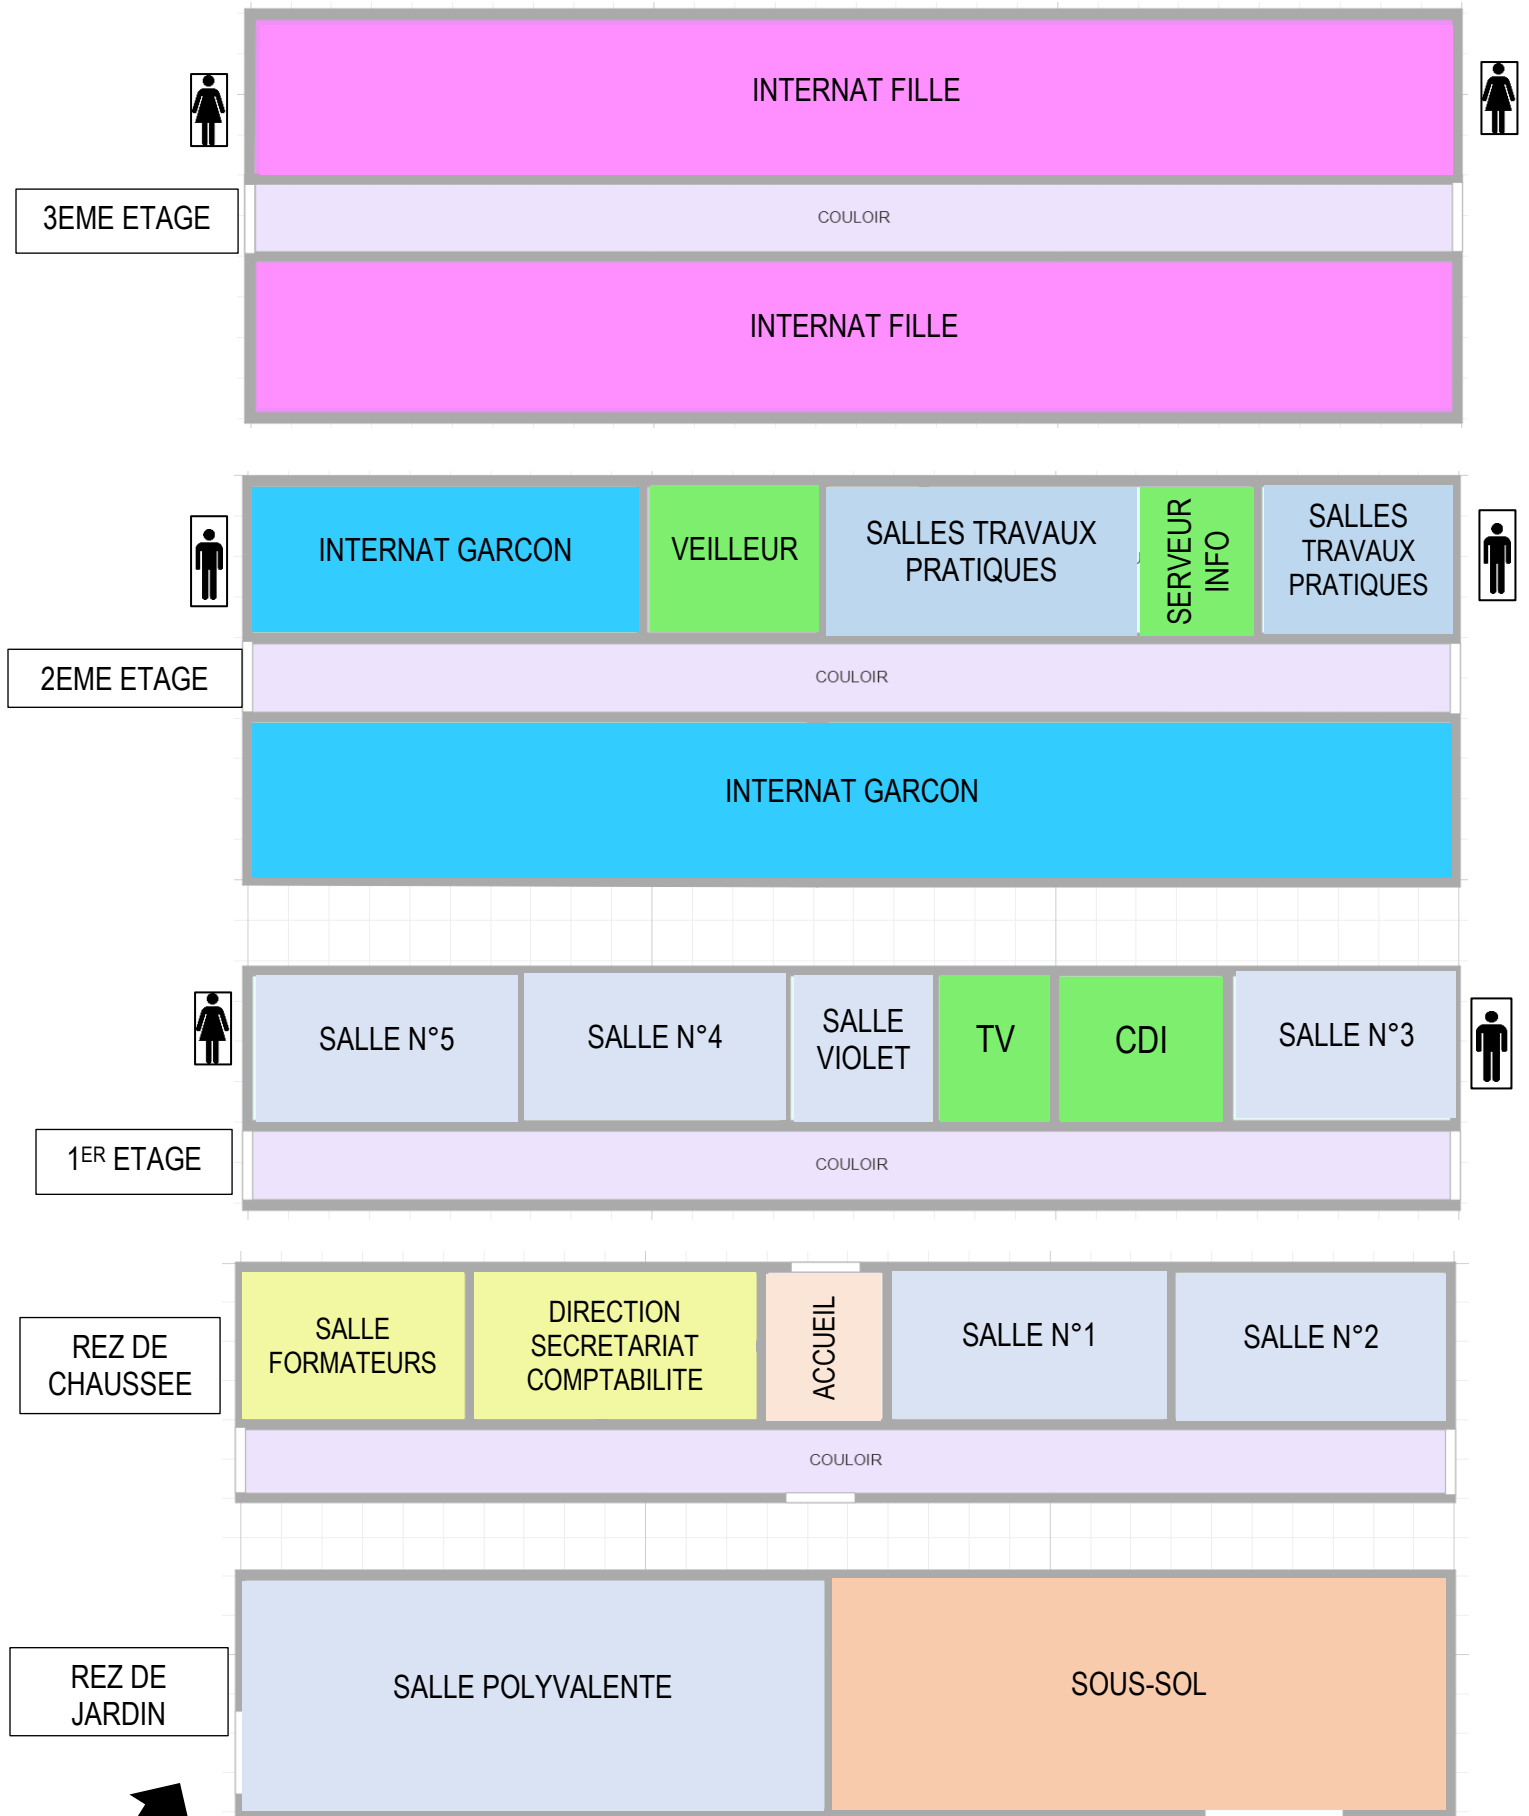 INTERNAT FILLE
3EME ETAGE
COULOIR
INTERNAT FILLE
INTERNAT GARCON
VEILLEUR
SALLES TRAVAUX
PRATIQUES
SERVEUR
INFO
SALLES
TRAVAUX
PRATIQUES
2EME ETAGE
COULOIR
INTERNAT GARCON
SALLE N°5
SALLE N°4
SALLE
VIOLET
TV
CDI
SALLE N°3
1ER ETAGE
COULOIR
REZ DE
CHAUSSEE
SALLE
FORMATEURS
DIRECTION
SECRETARIAT
COMPTABILITE
ACCUEIL
SALLE N°1
SALLE N°2
COULOIR
REZ DE
JARDIN
SALLE POLYVALENTE
SOUS-SOL